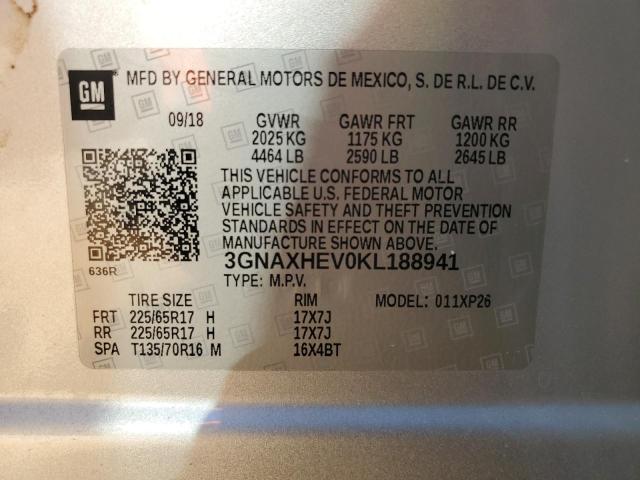 GM
MFD BY GENERAL MOTORS DE MEXICO, S. DE R.L. DE C.V.
09/18 GVWR GAWR FRT GAWR RR
2025 KG 1175 KG 1200 KG
4464 LB 2590 LB 2645 LB
THIS VEHICLE CONFORMS TO ALL
APPLICABLE U.S. FEDERAL MOTOR
VEHICLE SAFETY AND THEFT PREVENTION
STANDARDS IN EFFECT ON THE DATE OF
MANUFACTURE SHOWN ABOVE.
636R 3GNAXHEV0KL188941
TYPE: M.P.V.
TIRE SIZE RIM MODEL: 011XP26
FRT 225/65R17 H 17X7J
RR 225/65R17 H 17X7J
SPA T135/70R16 M 16X4BT